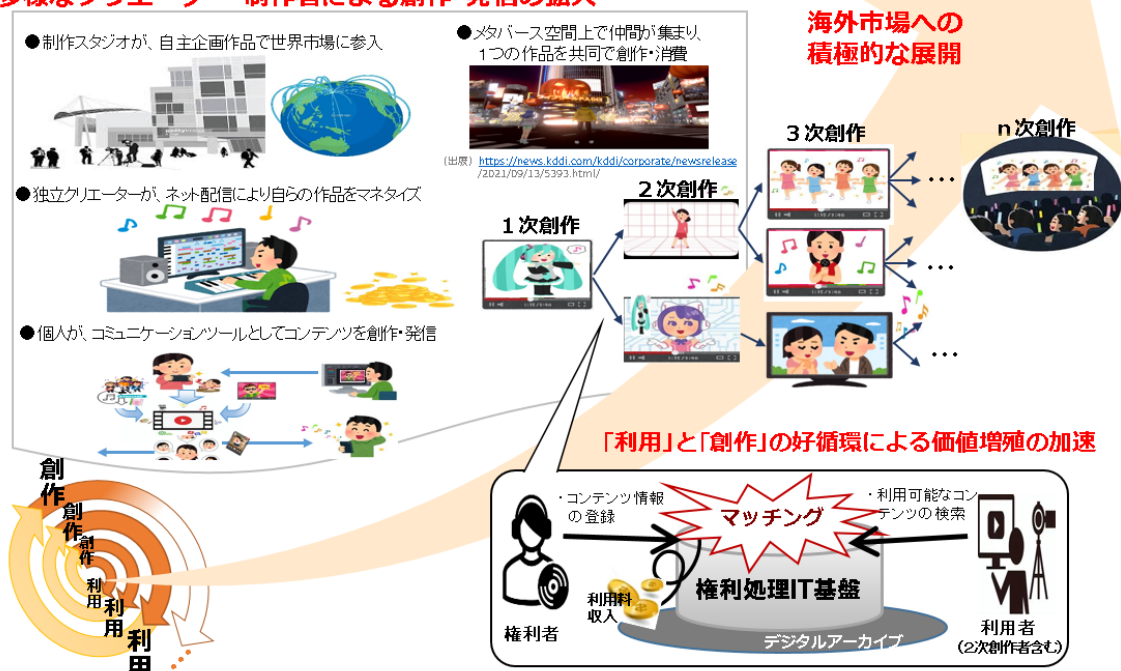 多様なクリエーター・制作者による創作・発信の拡大
●制作スタジオが、自主企画作品で世界市場に参入
●メタバース空間上で仲間が集まり、
1つの作品を共同で創作・消費
(出展) https://news.kddi.com/kddi/corporate/newsrelease
/2021/09/13/5393.html/
海外市場への
積極的な展開
●独立クリエーターが、ネット配信により自らの作品をマネタイズ
1次創作
2次創作
3次創作
n次創作
…
…
…
●個人が、コミュニケーションツールとしてコンテンツを創作・発信
「利用」と「創作」の好循環による価値増殖の加速
創作
創作
創作
利用
利用
利用
・コンテンツ情報
の登録
マッチング
・利用可能なコン
テンツの検索
権利処理IT基盤
利用料
収入
デジタルアーカイブ
権利者
利用者
(2次創作者含む)